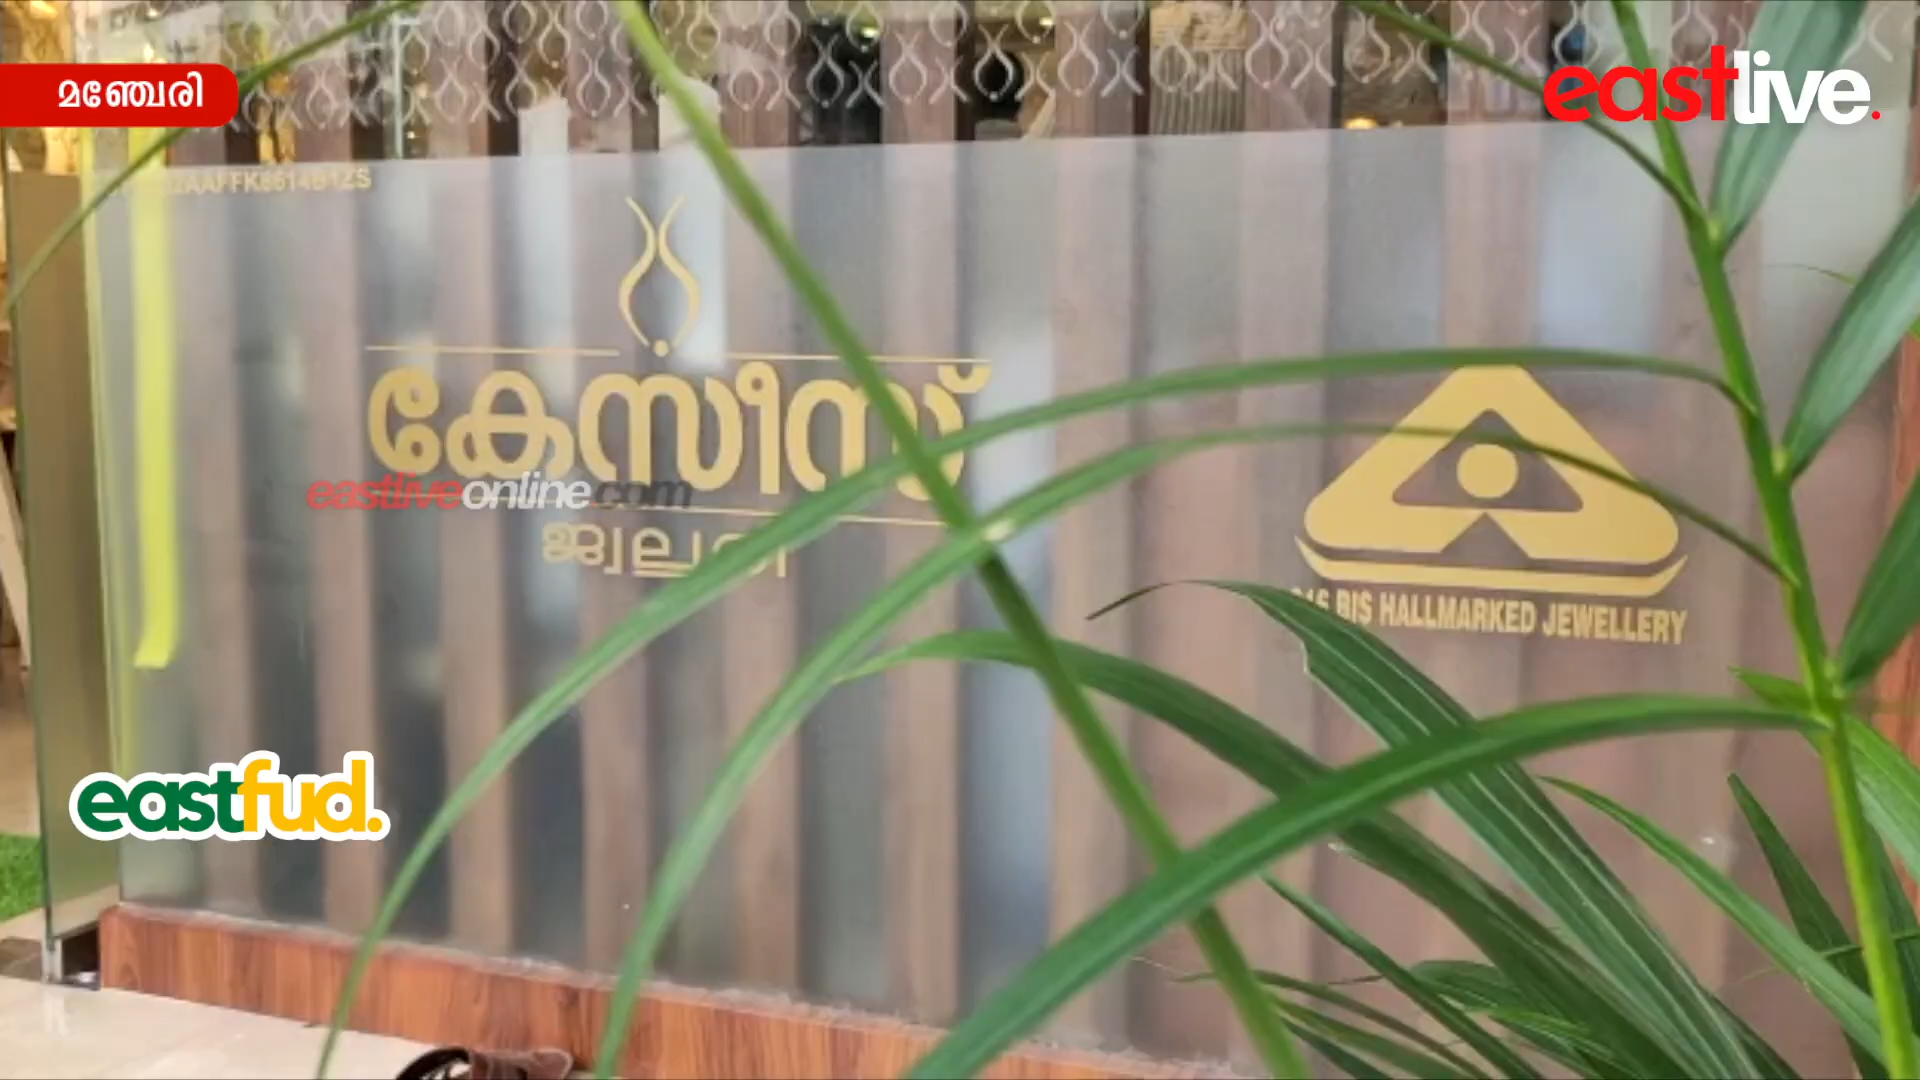 മഞ്ചേരി
eastlive.
കേസീസ്
eastliveonline.com
BIS HALLMARKED JEWELLERY
eastfud.